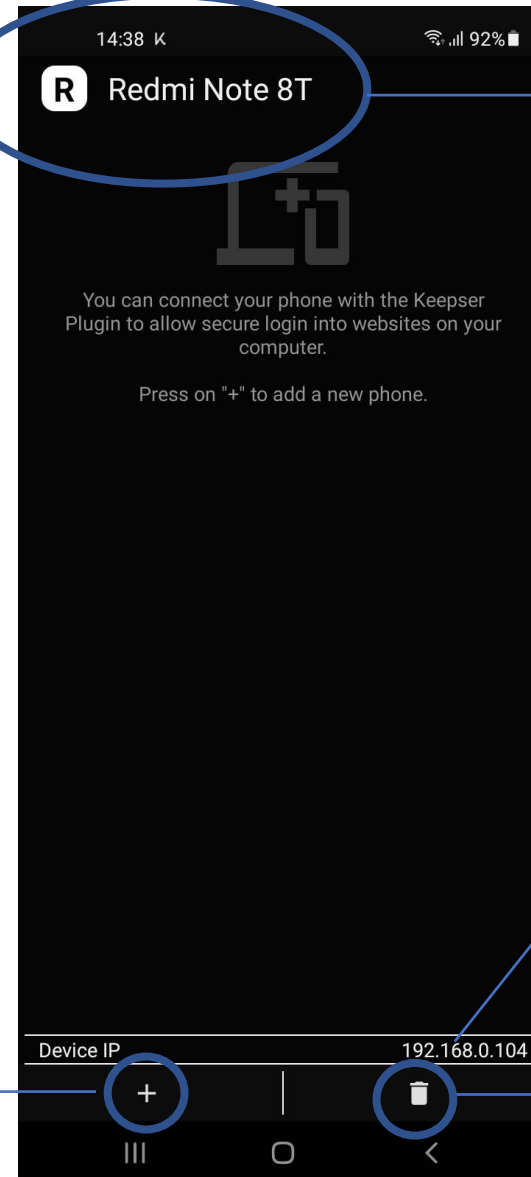 14:38 K 92%
R Redmi Note 8T
You can connect your phone with the Keepser
Plugin to allow secure login into websites on your
computer.
Press on "+" to add a new phone.
Device IP 192.168.0.104
+